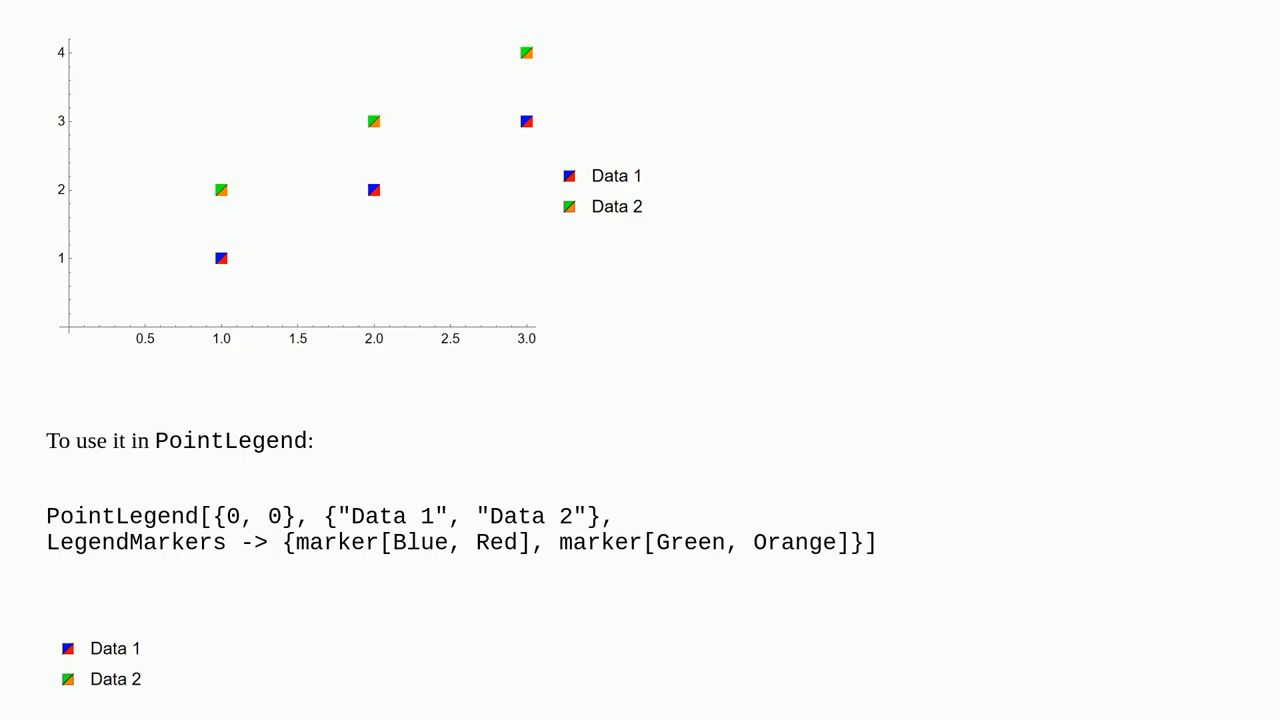 4
3
2
1
0.5 1.0 1.5 2.0 2.5 3.0
Data 1
Data 2
To use it in PointLegend:
PointLegend[{0, 0}, {"Data 1", "Data 2"},
LegendMarkers -> {marker[Blue, Red], marker[Green, Orange]}]
Data 1
Data 2